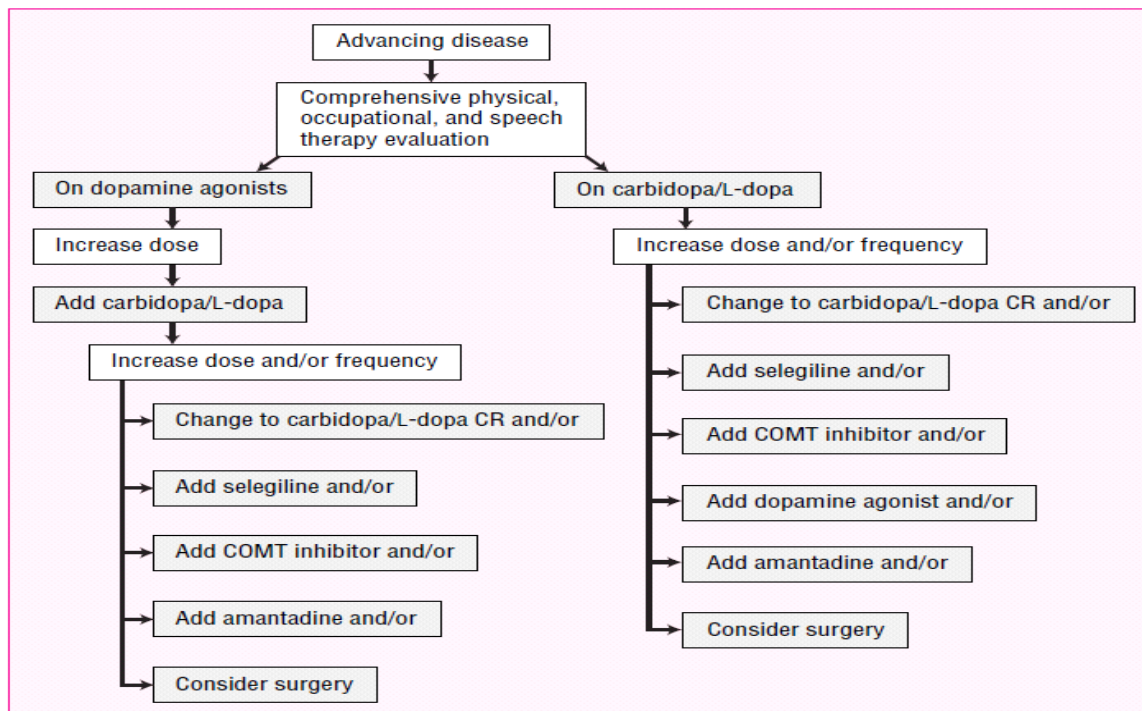 Advancing disease
Comprehensive physical,
occupational, and speech
therapy evaluation
On dopamine agonists
Increase dose
Add carbidopa/L-dopa
Increase dose and/or frequency
Change to carbidopa/L-dopa CR and/or
Add selegiline and/or
Add COMT inhibitor and/or
Add amantadine and/or
Consider surgery
On carbidopa/L-dopa
Increase dose and/or frequency
Change to carbidopa/L-dopa CR and/or
Add selegiline and/or
Add COMT inhibitor and/or
Add dopamine agonist and/or
Add amantadine and/or
Consider surgery